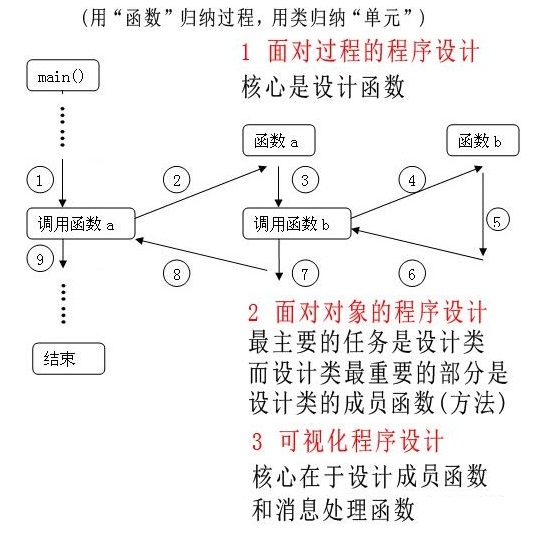 (用“函数”归纳过程,用类归纳“单元”)
1 面对过程的程序设计
核心是设计函数
main()
函数a
函数b
①
②
③
④
调用函数a
调用函数b
⑤
⑨
⑧
⑦
⑥
结束
2 面对对象的程序设计
最主要的任务是设计类
而设计类最重要的部分是
设计类的成员函数(方法)
3 可视化程序设计
核心在于设计成员函数
和消息处理函数